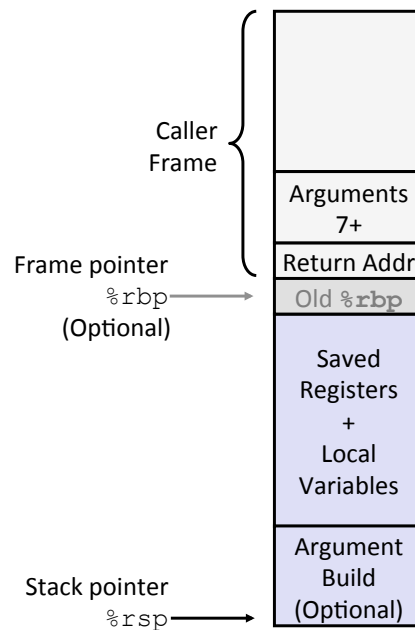 Caller
Frame
Arguments
7+
Return Addr
Frame pointer
%rbp
(Optional)
Old %rbp
Saved
Registers
+
Local
Variables
Argument
Build
(Optional)
Stack pointer
%rsp